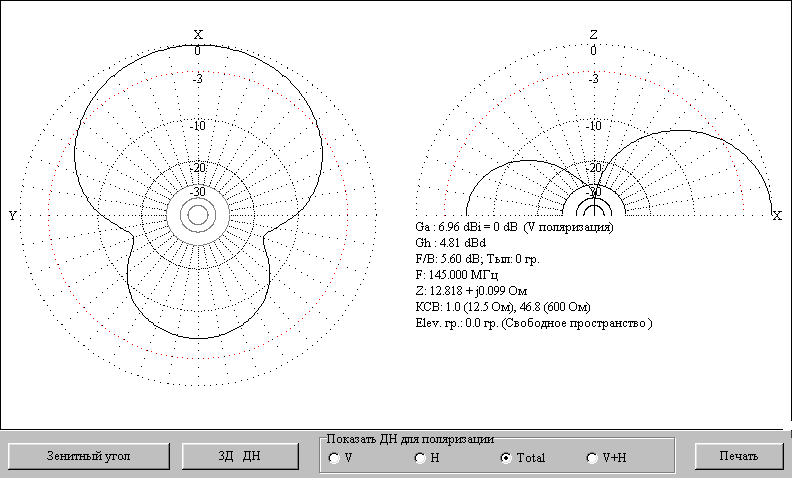 X
0
-3
-10
-20
-30
Y
Z
0
-3
-10
-20
-30
X
Ga : 6.96 dBi = 0 dB (V поляризация)
Gh : 4.81 dBd
F/B: 5.60 dB; Тыл: 0 гр.
F: 145.000 МГц
Z: 12.818 + j0.099 Ом
КСВ: 1.0 (12.5 Ом), 46.8 (600 Ом)
Elev. гр.: 0.0 гр. (Свободное пространство )
Зенитный угол
3Д ДН
Показать ДН для поляризации
V
H
Total
V+H
Печать